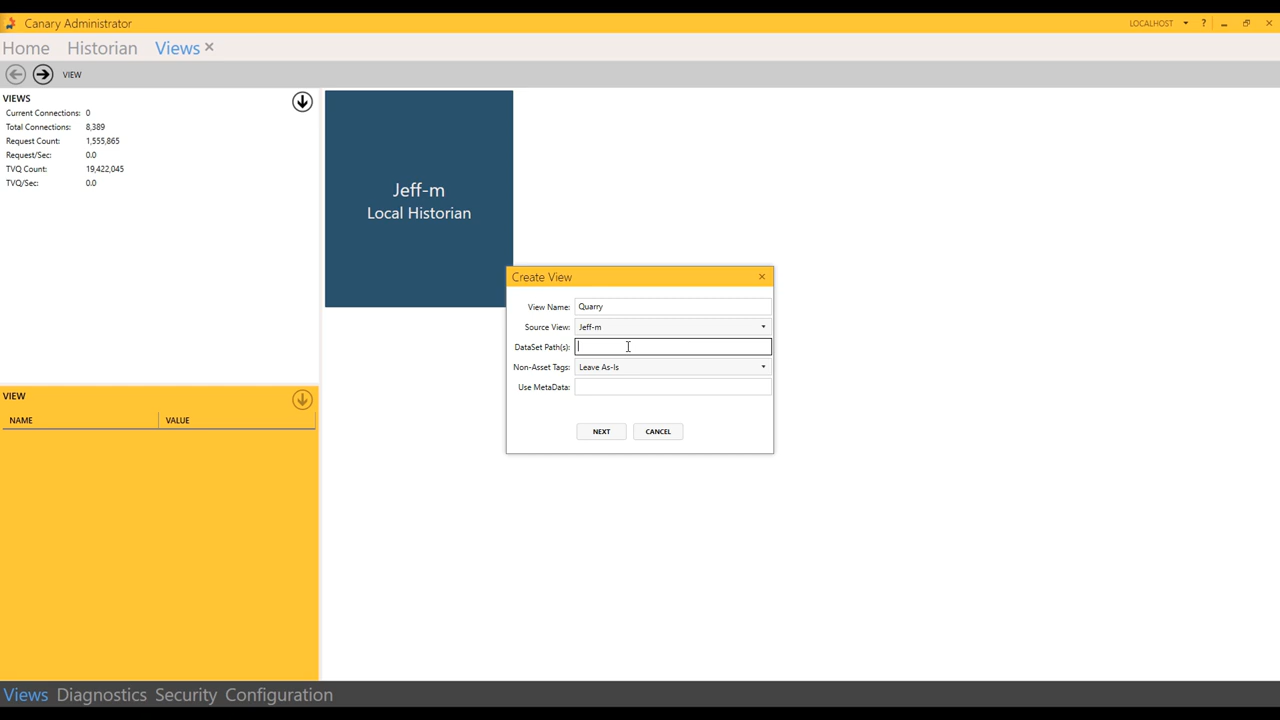 Canary Administrator
LOCALHOST ?
Home Historian Views
VIEW
VIEWS
Current Connections: 0
Total Connections: 8,389
Request Count: 1,555,865
Request/Sec: 0.0
TVQ Count: 19,422,045
TVQ/Sec: 0.0
Jeff-m
Local Historian
Create View
View Name: Quarry
Source View: Jeff-m
DataSet Path(s):
Non-Asset Tags: Leave As-Is
Use MetaData:
NEXT CANCEL
VIEW
NAME VALUE
Views Diagnostics Security Configuration